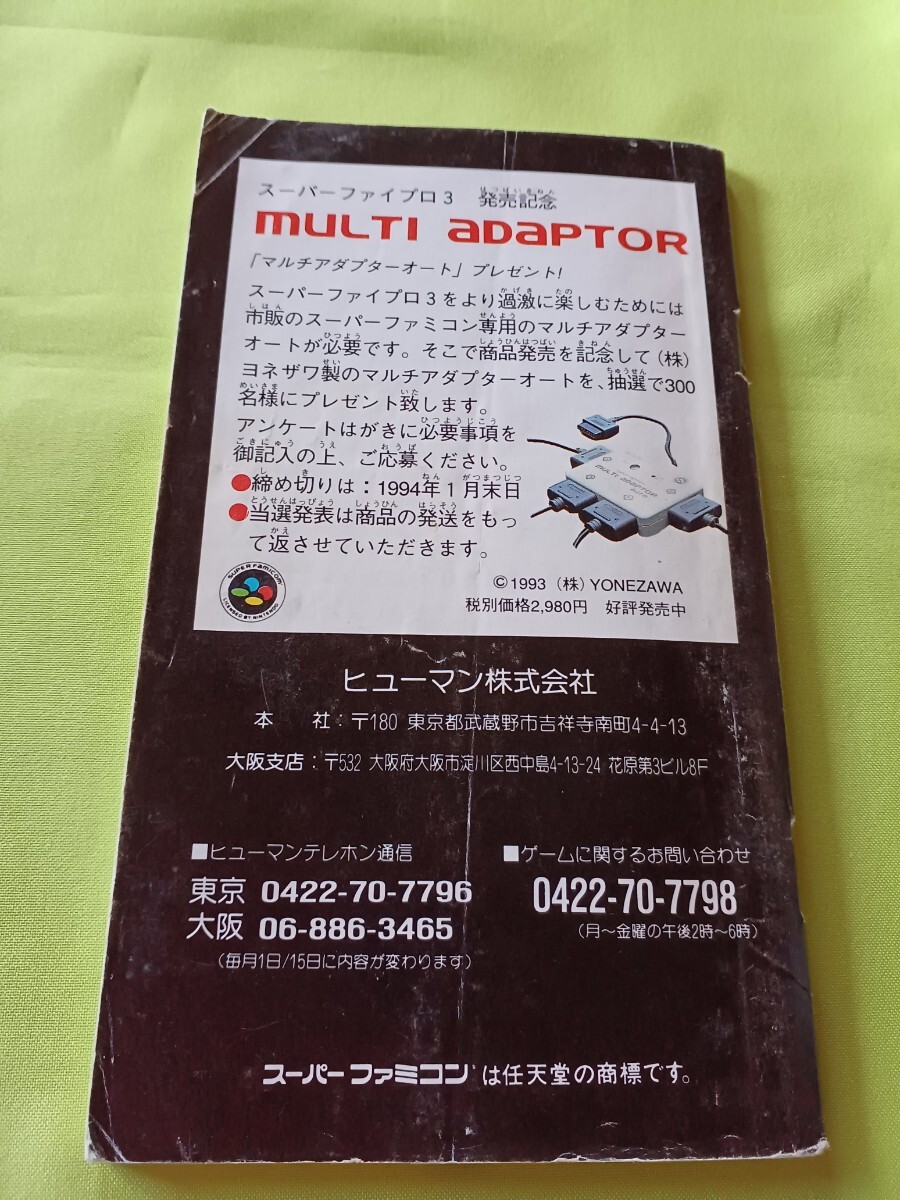 スーパーファイプロ3 発売記念
MULTI ADAPTOR
「マルチアダプターオート」プレゼント!
スーパーファイプロ3をより過激に楽しむためには
市販のスーパーファミコン専用のマルチアダプター
オートが必要です。そこで商品発売を記念して(株)
ヨネザワ製のマルチアダプターオートを、抽選で300
名様にプレゼント致します。
アンケートはがきに必要事項を
御記入の上、ご応募ください。
●締め切りは:1994年1月末日
●当選発表は商品の発送をもっ
て返させていただきます。
MULTI ADAPTOR
AUTO
SUPER FAMICOM
LICENSED BY NINTENDO
©1993 (株) YONEZAWA
税別価格2,980円 好評発売中
ヒューマン株式会社
本 社:〒180 東京都武蔵野市吉祥寺南町4-4-13
大阪支店:〒532 大阪府大阪市淀川区西中島4-13-24 花原第3ビル8F
■ヒューマンテレホン通信
東京 0422-70-7796
大阪 06-886-3465
(毎月1日/15日に内容が変わります)
■ゲームに関するお問い合わせ
0422-70-7798
(月〜金曜の午後2時〜6時)
スーパーファミコンは任天堂の商標です。